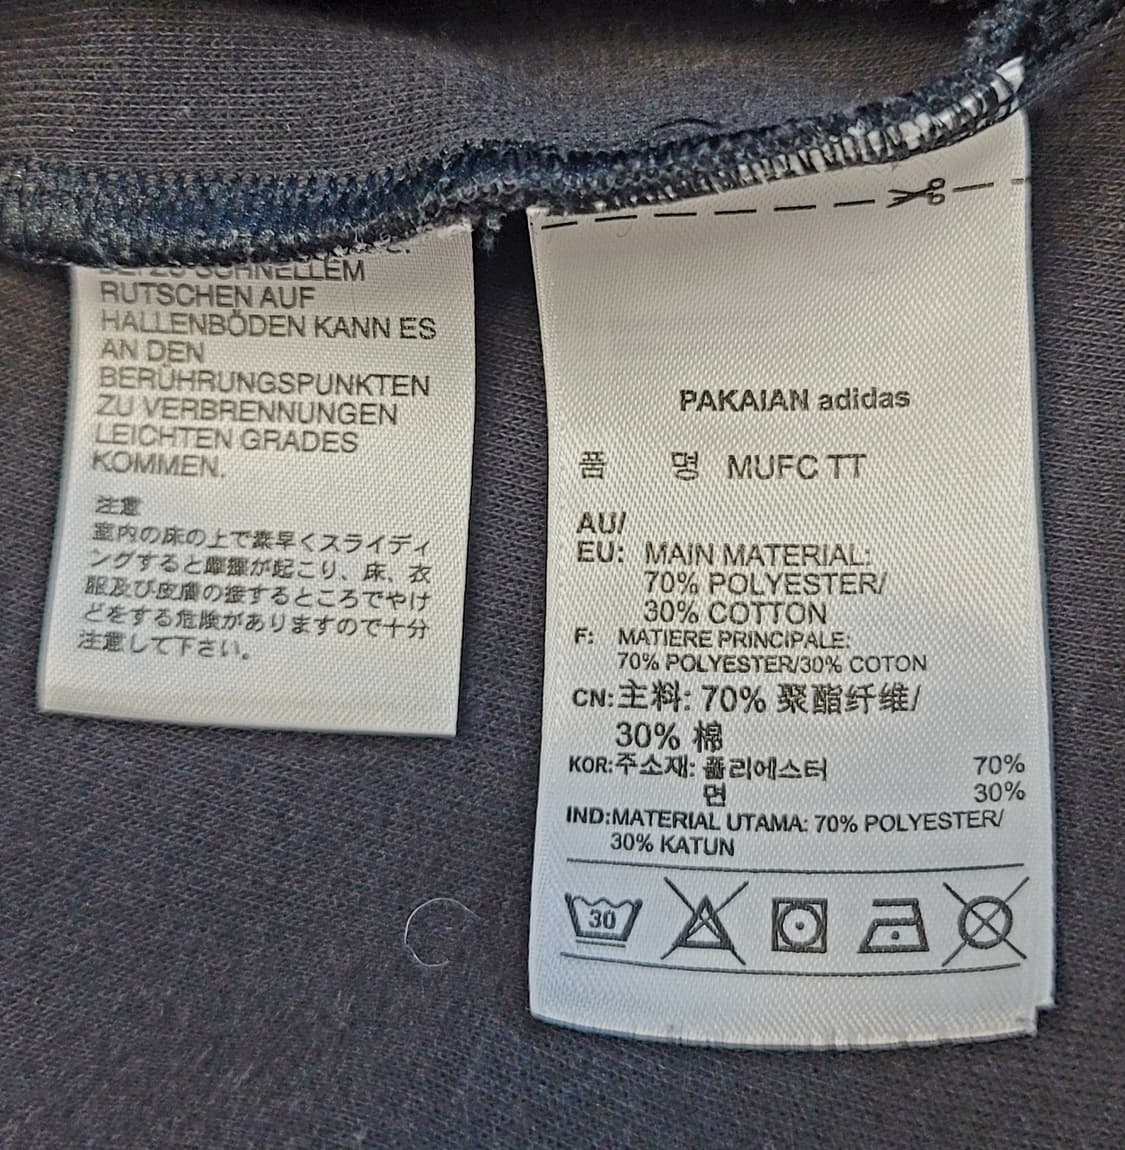 SCHNELLEM
RUTSCHEN AUF
HALLENBÖDEN KANN ES
AN DEN
BERÜHRUNGSPUNKTEN
ZU VERBRENNUNGEN
LEICHTEN GRADES
KOMMEN.
注意
室内の床の上で素早くスライディ
ングすると摩擦が起こり、床、衣
服及び皮膚の接するところでやけ
どをする危険がありますので十分
注意して下さい。
PAKAIAN adidas
품 명 MUFC TT
AU/
EU: MAIN MATERIAL:
70% POLYESTER/
30% COTTON
F: MATIERE PRINCIPALE:
70% POLYESTER/30% COTON
CN:主料: 70% 聚酯纤维/
30% 棉
KOR:주소재: 폴리에스터 70%
면 30%
IND:MATERIAL UTAMA: 70% POLYESTER/
30% KATUN
30